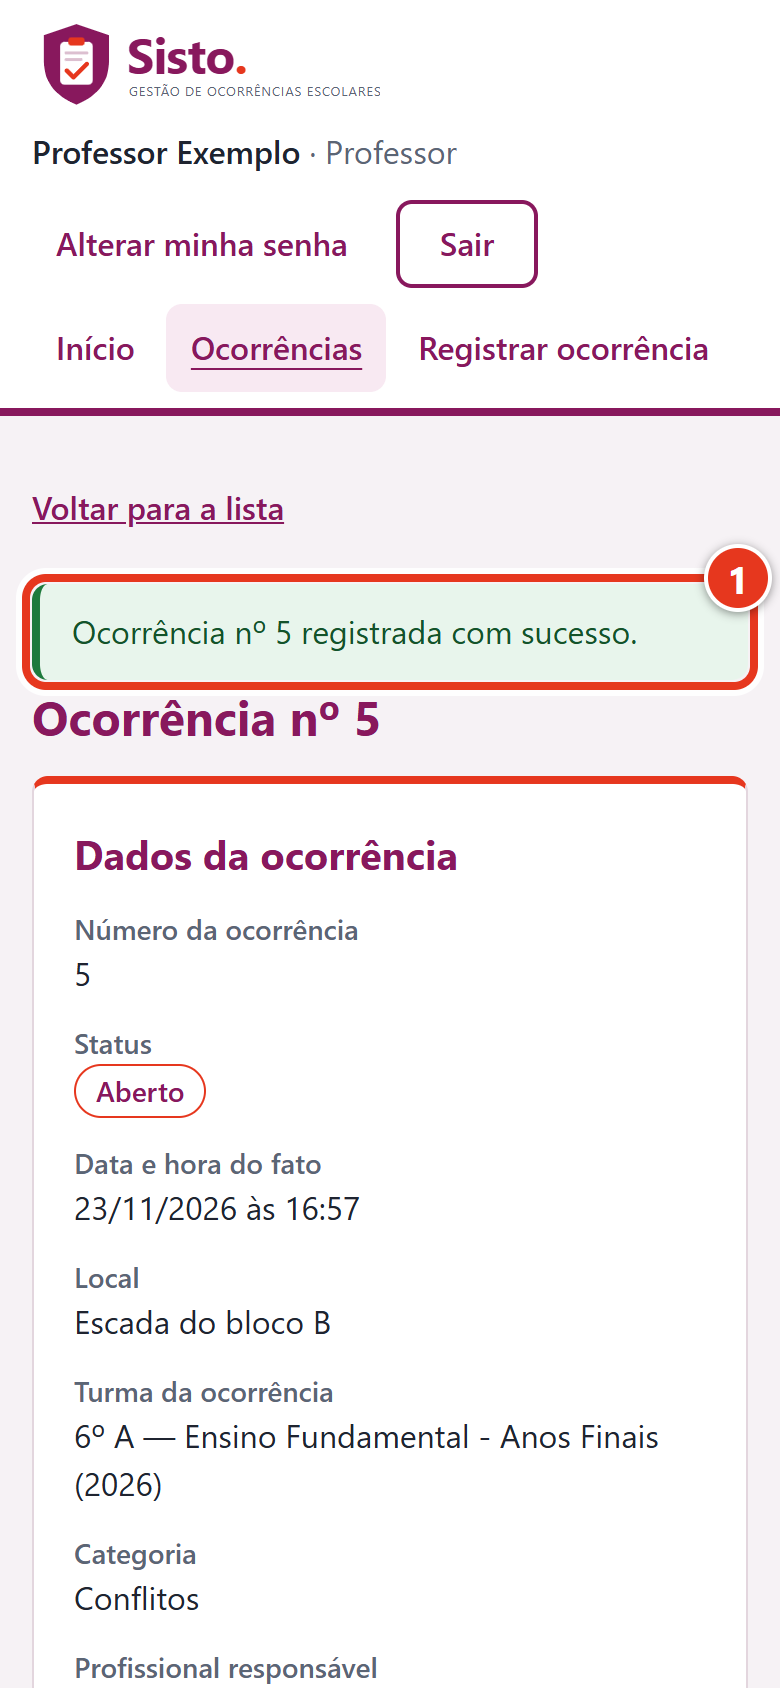 Sisto.
GESTÃO DE OCORRÊNCIAS ESCOLARES
Professor Exemplo · Professor
Alterar minha senha
Sair
Início
Ocorrências
Registrar ocorrência
Voltar para a lista
1
Ocorrência nº 5 registrada com sucesso.
Ocorrência nº 5
Dados da ocorrência
Número da ocorrência
5
Status
Aberto
Data e hora do fato
23/11/2026 às 16:57
Local
Escada do bloco B
Turma da ocorrência
6º A — Ensino Fundamental - Anos Finais
(2026)
Categoria
Conflitos
Profissional responsável